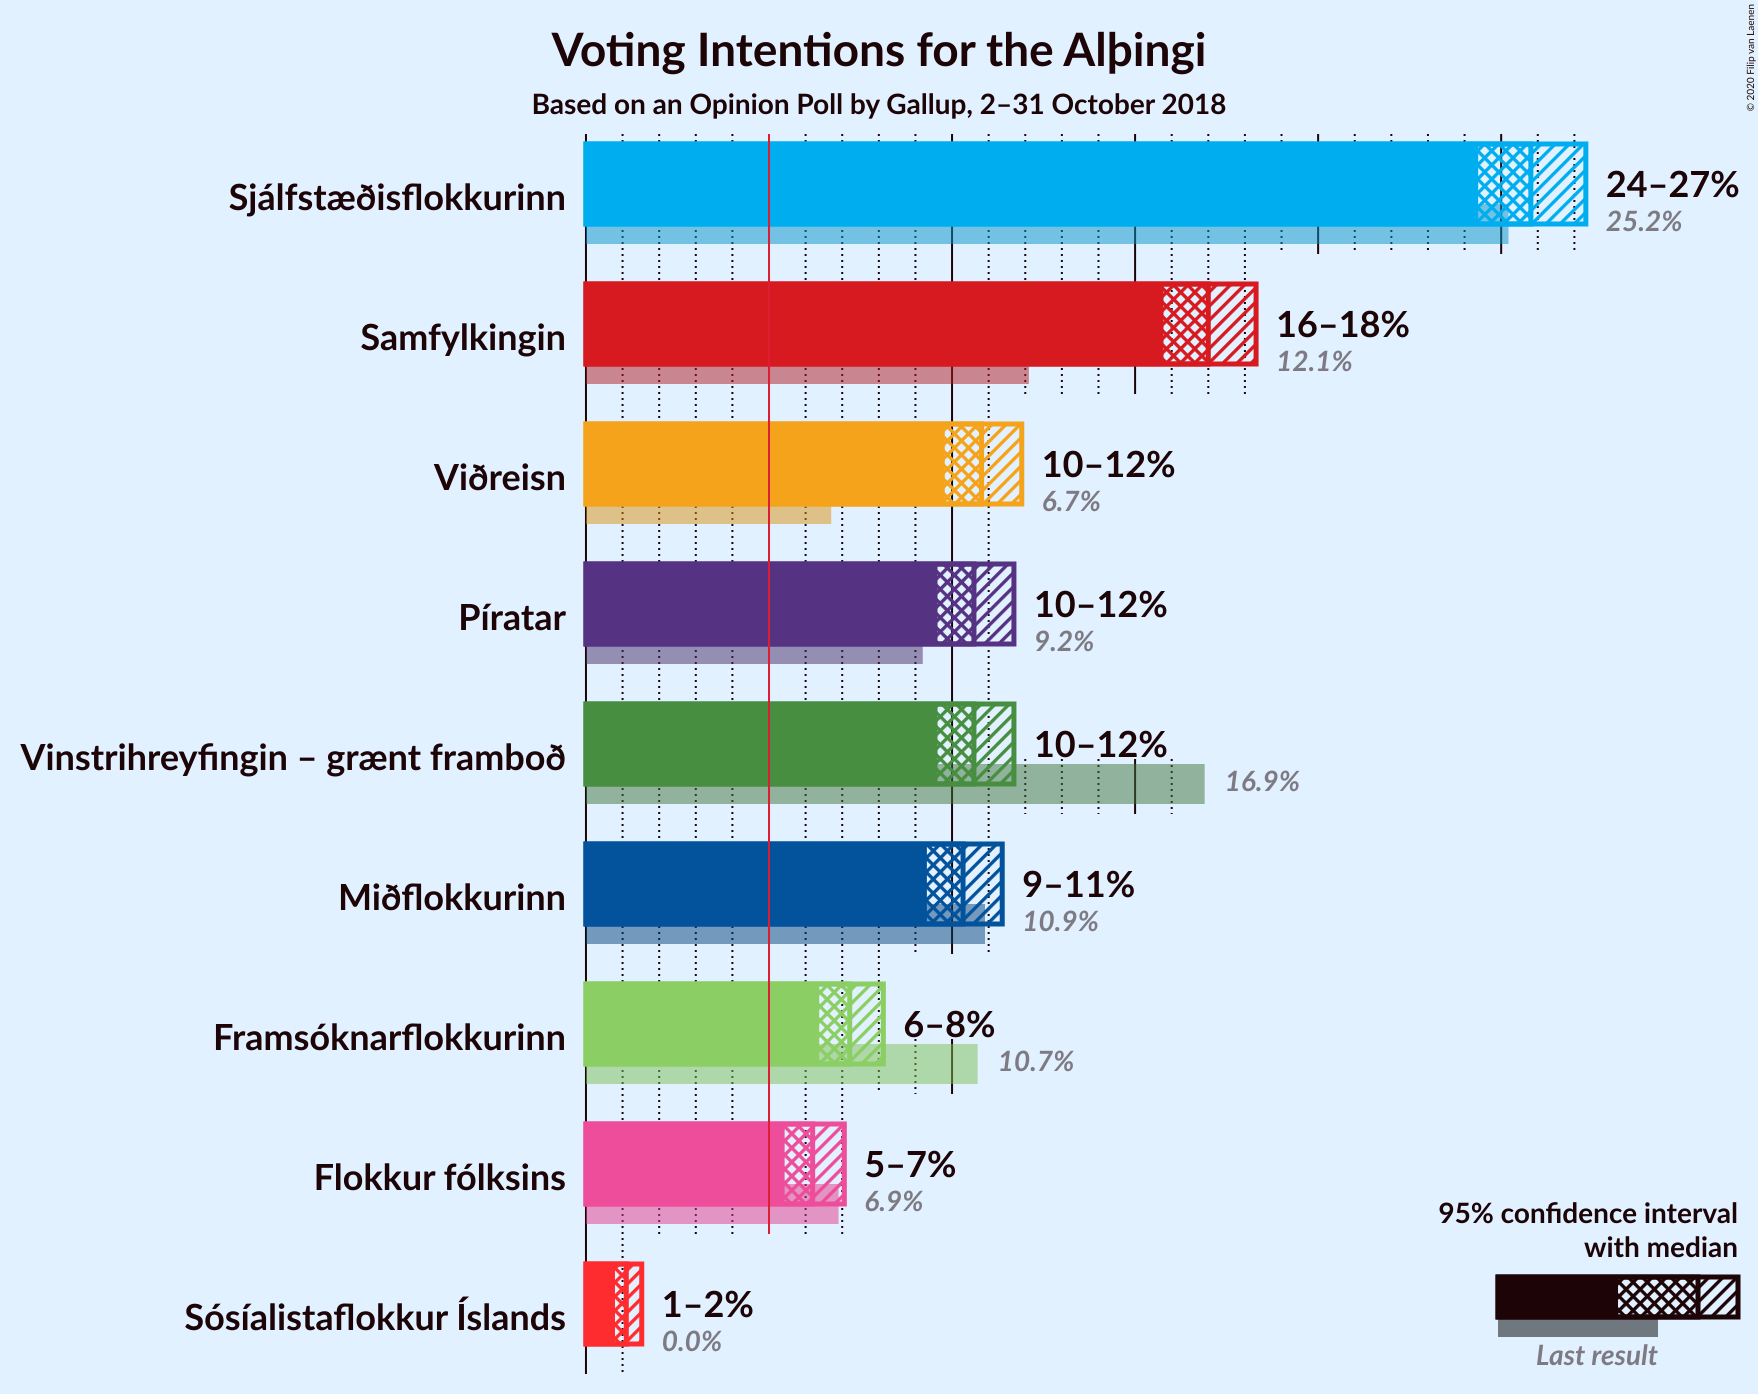 Voting Intentions for the Alþingi
Based on an Opinion Poll by Gallup, 2–31 October 2018
© 2020 Filip van Laenen
Sjálfstæðisflokkurinn
24–27%
25.2%
Samfylkingin
16–18%
12.1%
Viðreisn
10–12%
6.7%
Píratar
10–12%
9.2%
Vinstrihreyfingin – grænt framboð
10–12%
16.9%
Miðflokkurinn
9–11%
10.9%
Framsóknarflokkurinn
6–8%
10.7%
Flokkur fólksins
5–7%
6.9%
Sósíalistaflokkur Íslands
1–2%
0.0%
95% confidence interval
with median
Last result